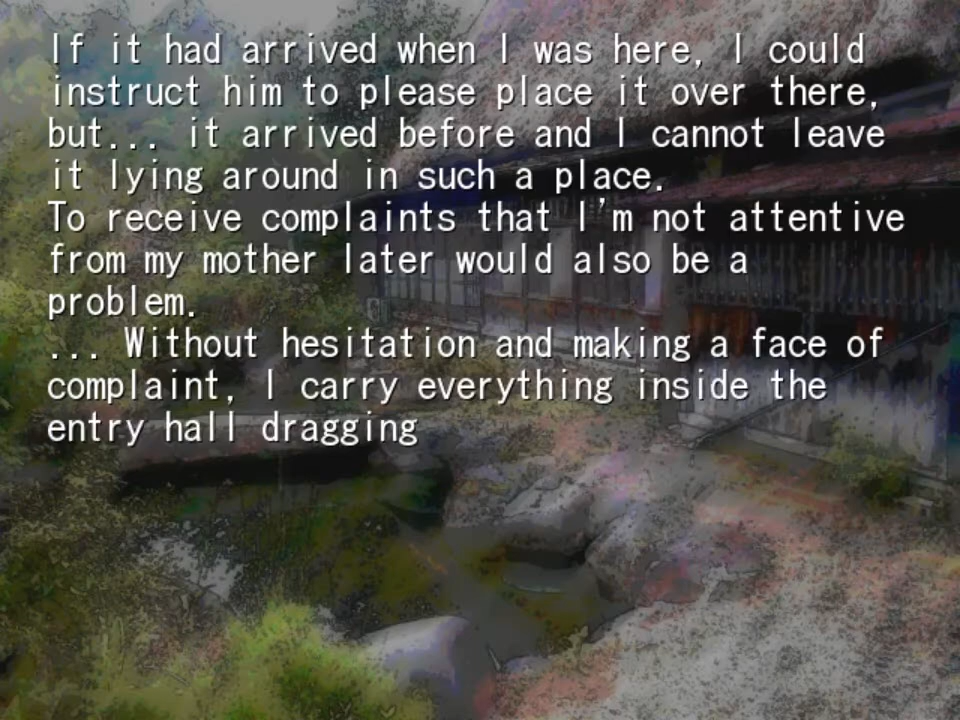 If it had arrived when I was here, I could
instruct him to please place it over there,
but... it arrived before and I cannot leave
it lying around in such a place.
To receive complaints that I'm not attentive
from my mother later would also be a
problem.
... Without hesitation and making a face of
complaint, I carry everything inside the
entry hall dragging